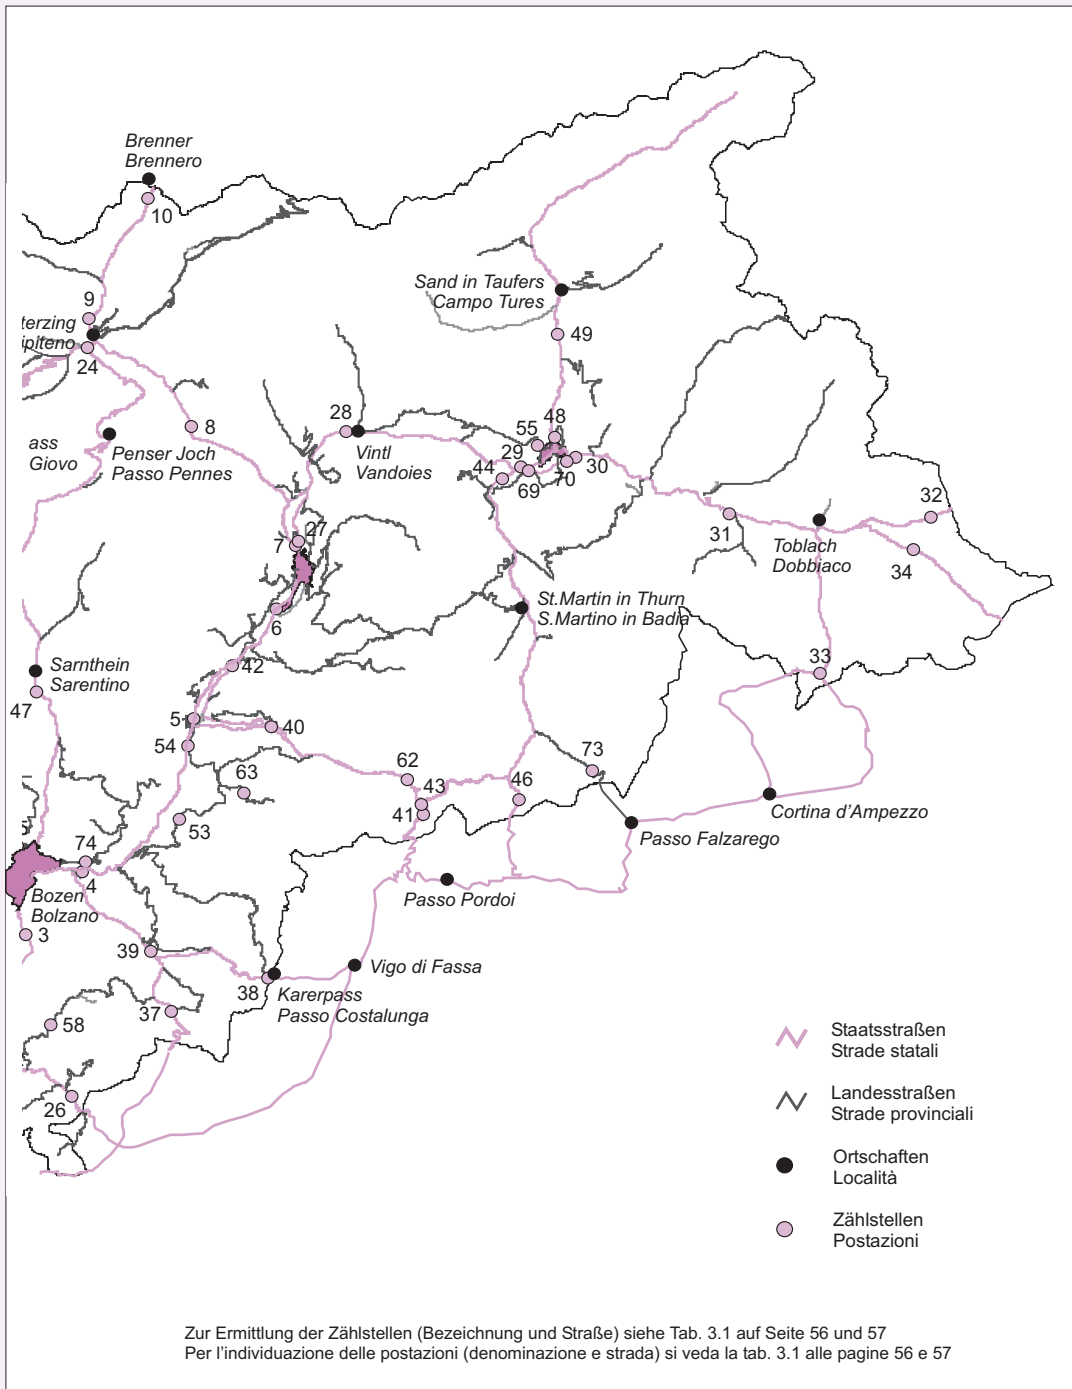 Brenner
Brennero
10
9
terzing
ipiteno
24
Sand in Taufers
Campo Tures
49
8
ass
Giovo
Penser Joch
Passo Pennes
28
Vintl
Vandoies
55
48
29
44
69
70
30
31
32
Toblach
Dobbiaco
34
27
7
6
St.Martin in Thurn
S.Martino in Badia
Sarnthein
Sarentino
47
42
33
5
54
40
63
62
43
41
46
73
Cortina d'Ampezzo
Passo Falzarego
53
74
4
Bozen
Bolzano
3
Passo Pordoi
39
Vigo di Fassa
38
Karerpass
Passo Costalunga
37
58
26
Staatsstraßen
Strade statali
Landesstraßen
Strade provinciali
Ortschaften
Località
Zählstellen
Postazioni
Zur Ermittlung der Zählstellen (Bezeichnung und Straße) siehe Tab. 3.1 auf Seite 56 und 57
Per l'individuazione delle postazioni (denominazione e strada) si veda la tab. 3.1 alle pagine 56 e 57